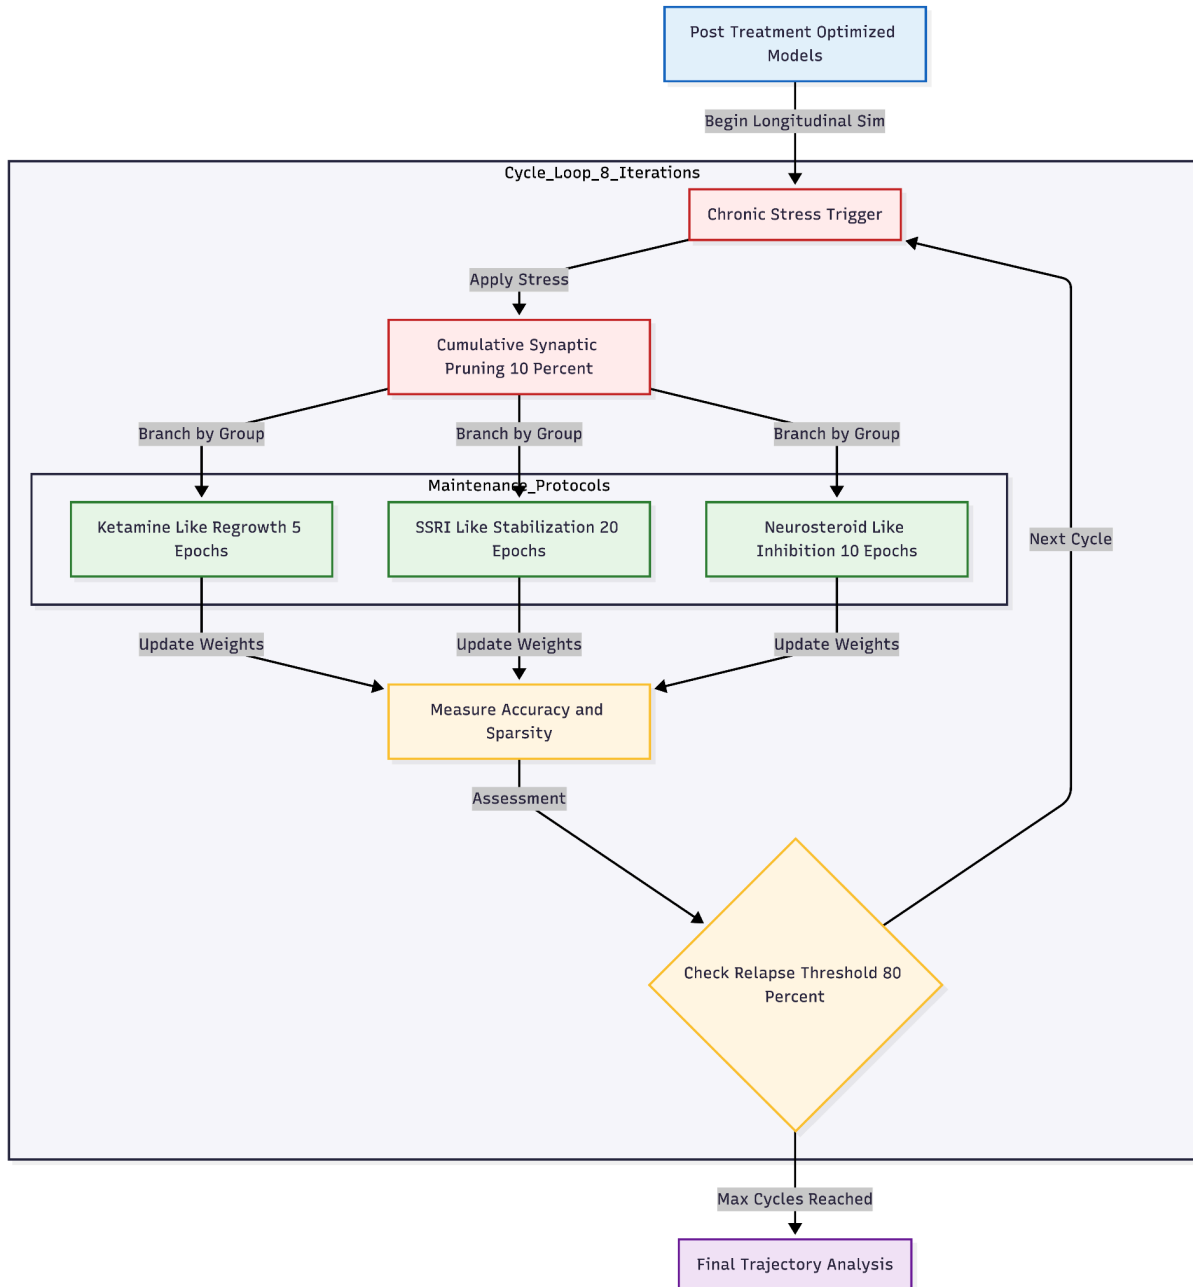 Post Treatment Optimized
Models
Begin Longitudinal Sim
Cycle_Loop_8_Iterations
Chronic Stress Trigger
Apply Stress
Cumulative Synaptic
Pruning 10 Percent
Branch by Group
Branch by Group
Branch by Group
Maintenance_Protocols
Ketamine Like Regrowth 5
Epochs
SSRI Like Stabilization 20
Epochs
Neurosteroid Like
Inhibition 10 Epochs
Next Cycle
Update Weights
Update Weights
Update Weights
Measure Accuracy and
Sparsity
Assessment
Check Relapse Threshold 80
Percent
Max Cycles Reached
Final Trajectory Analysis